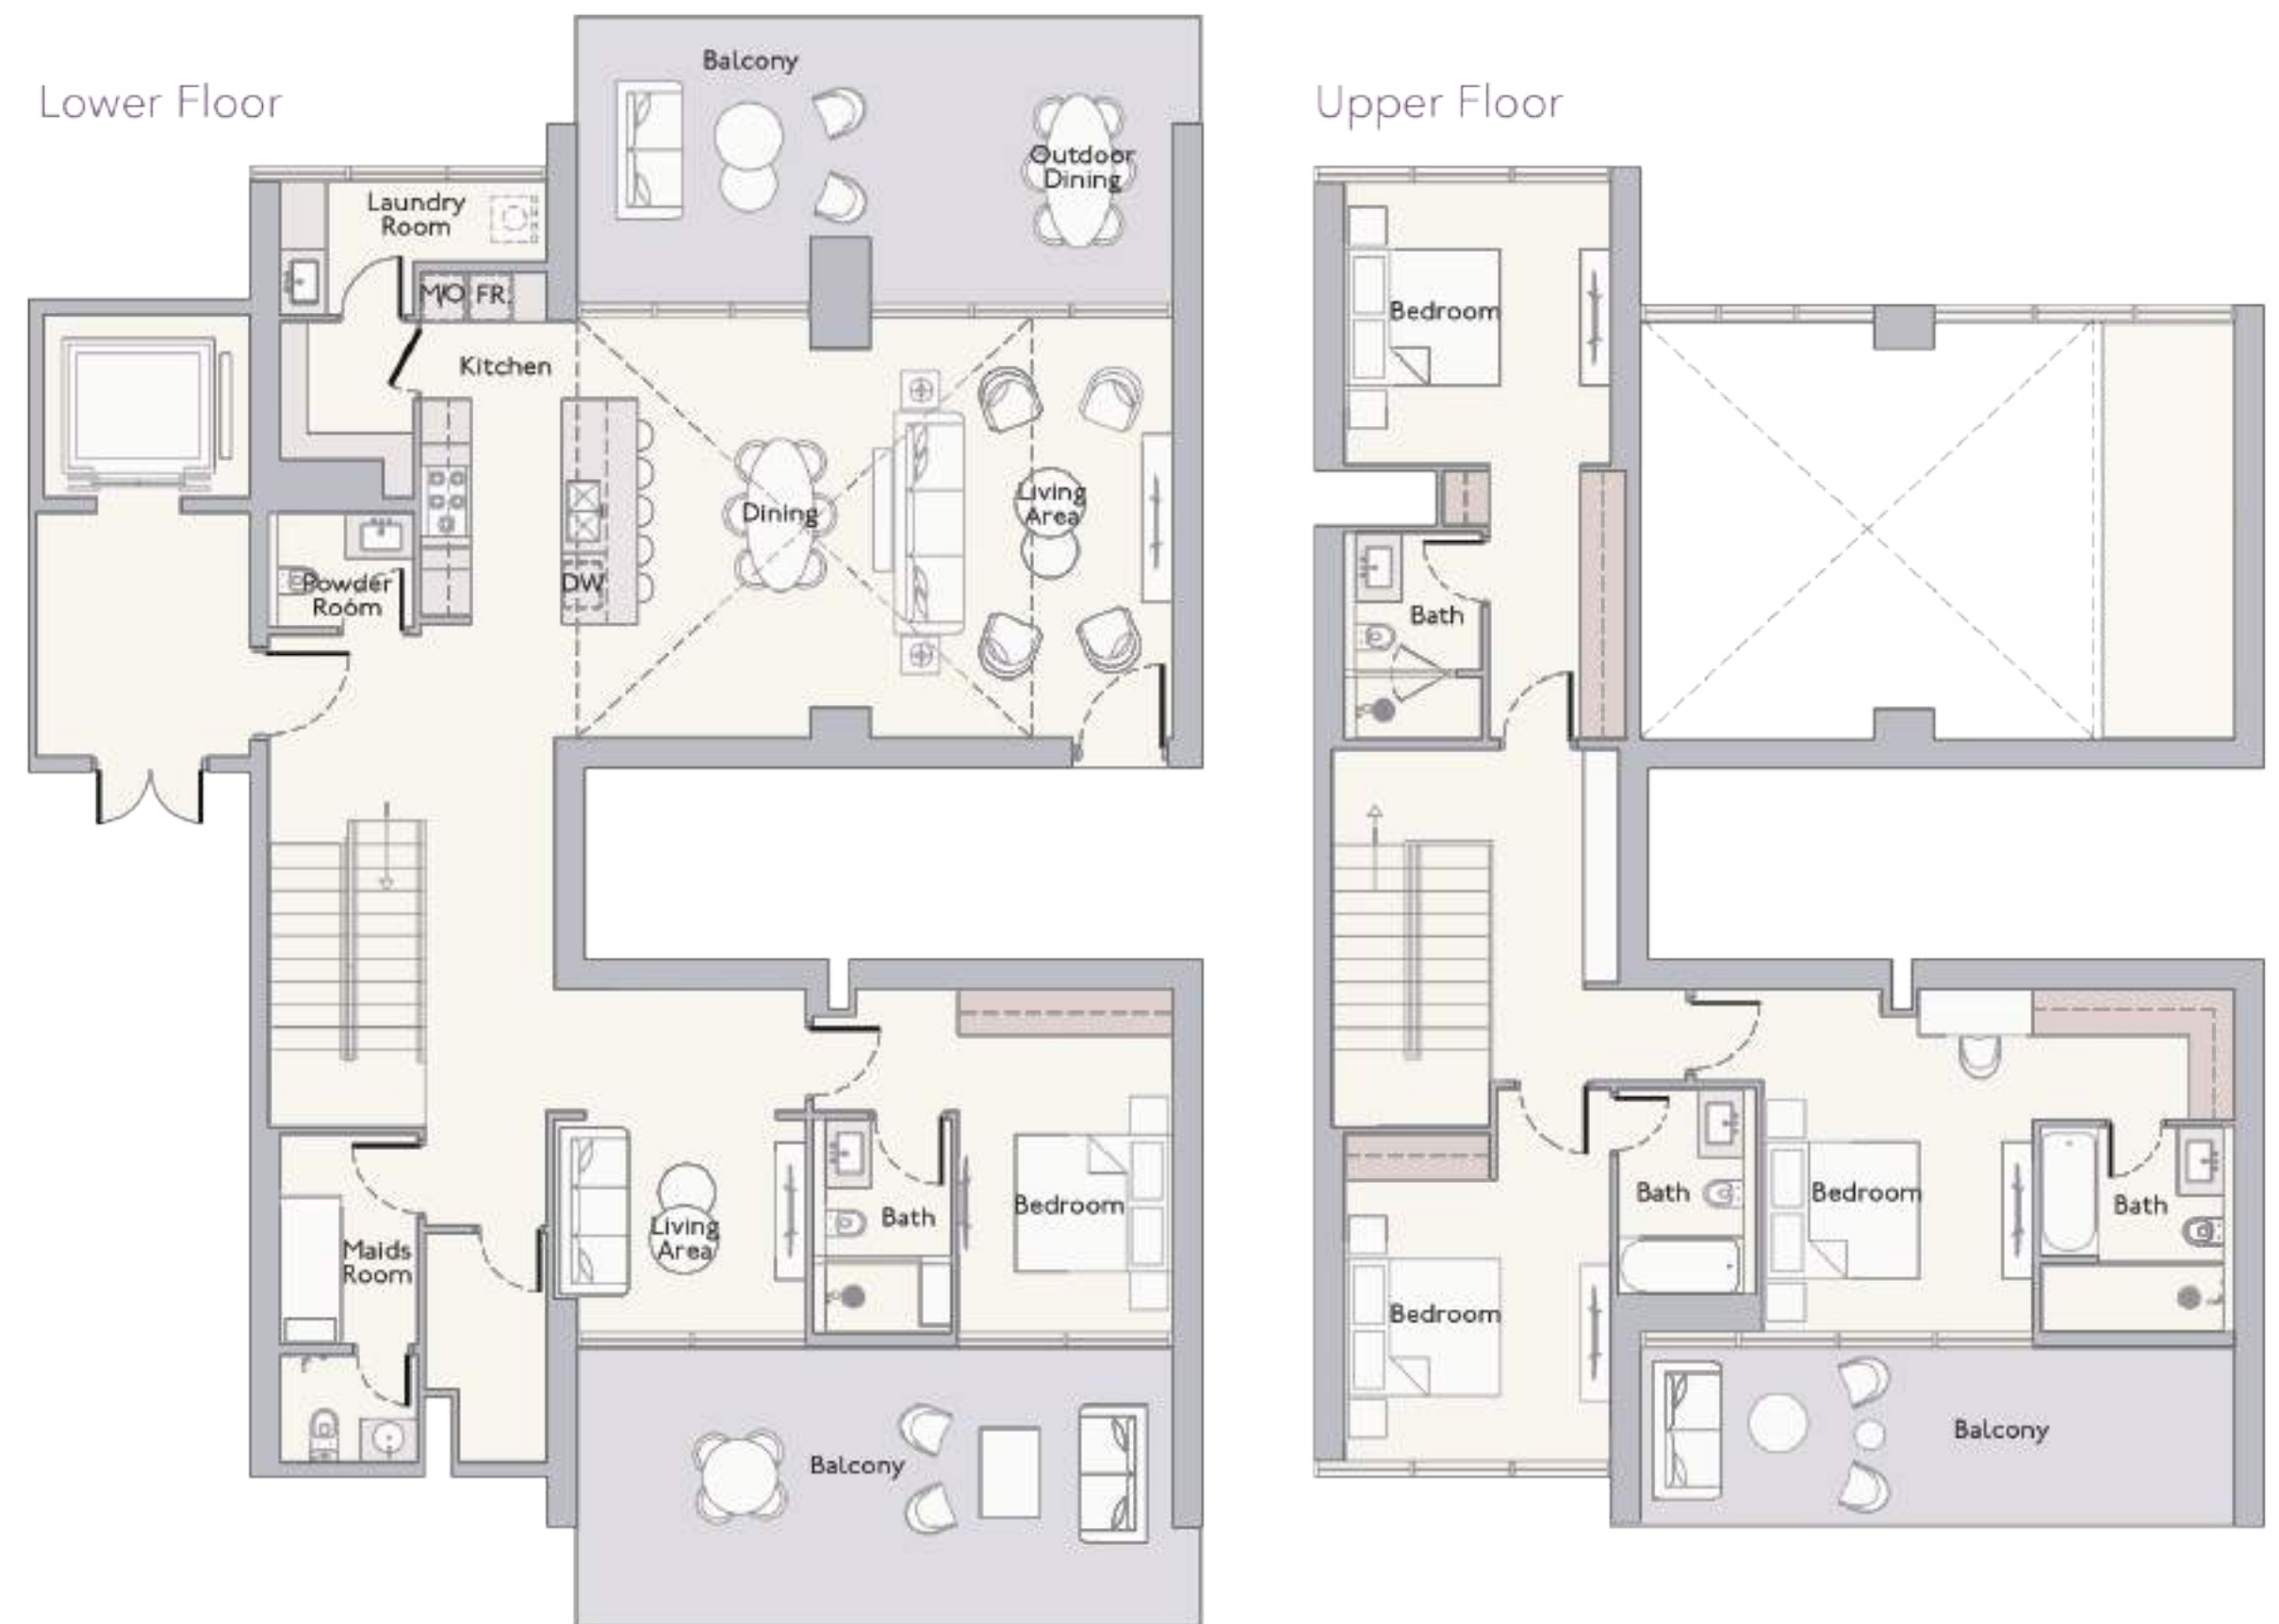 Lower Floor
Balcony
Outdoor
Dining
Laundry
Room
M/O
FR.
Kitchen
Dining
Living
Area
DW
Powder
Room
Living
Area
Bath
Bedroom
Maids
Room
Balcony
Upper Floor
Bedroom
Bath
Bath
Bedroom
Bath
Bedroom
Balcony